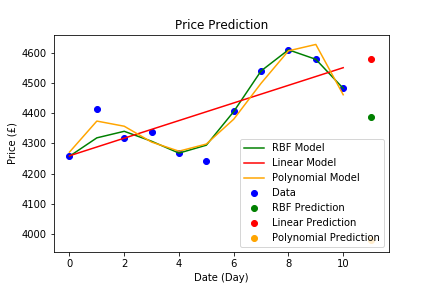 Price Prediction
Price (£)
4600
4500
4400
4300
4200
4100
4000
RBF Model
Linear Model
Polynomial Model
Data
RBF Prediction
Linear Prediction
Polynomial Prediction
0
2
4
6
8
10
Date (Day)